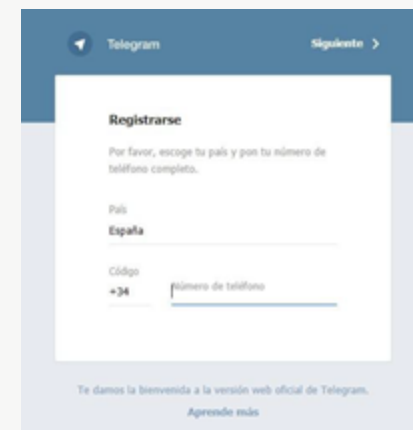 Telegram
Siguiente
Registrarse
Por favor, escoge tu país y pon tu número de
teléfono completo.
País
España
Código
+34
Número de teléfono
Te damos la bienvenida a la versión web oficial de Telegram.
Aprende más